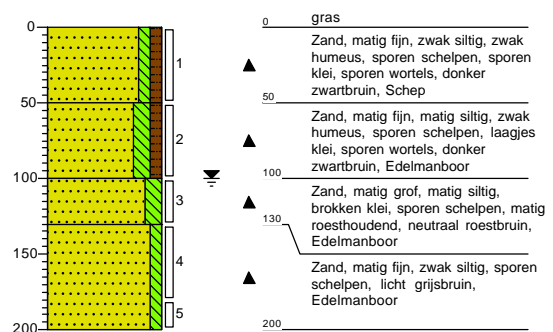 0
50
100
150
200
1
2
3
4
5
0
gras
Zand, matig fijn, zwak siltig, zwak
humeus, sporen schelpen, sporen
klei, sporen wortels, donker
zwartbruin, Schep
50
Zand, matig fijn, matig siltig, zwak
humeus, sporen schelpen, laagjes
klei, sporen wortels, donker
zwartbruin, Edelmanboor
100
Zand, matig grof, matig siltig,
brokken klei, sporen schelpen, matig
roesthoudend, neutraal roestbruin,
Edelmanboor
130
Zand, matig fijn, zwak siltig, sporen
schelpen, licht grijsbruin,
Edelmanboor
200